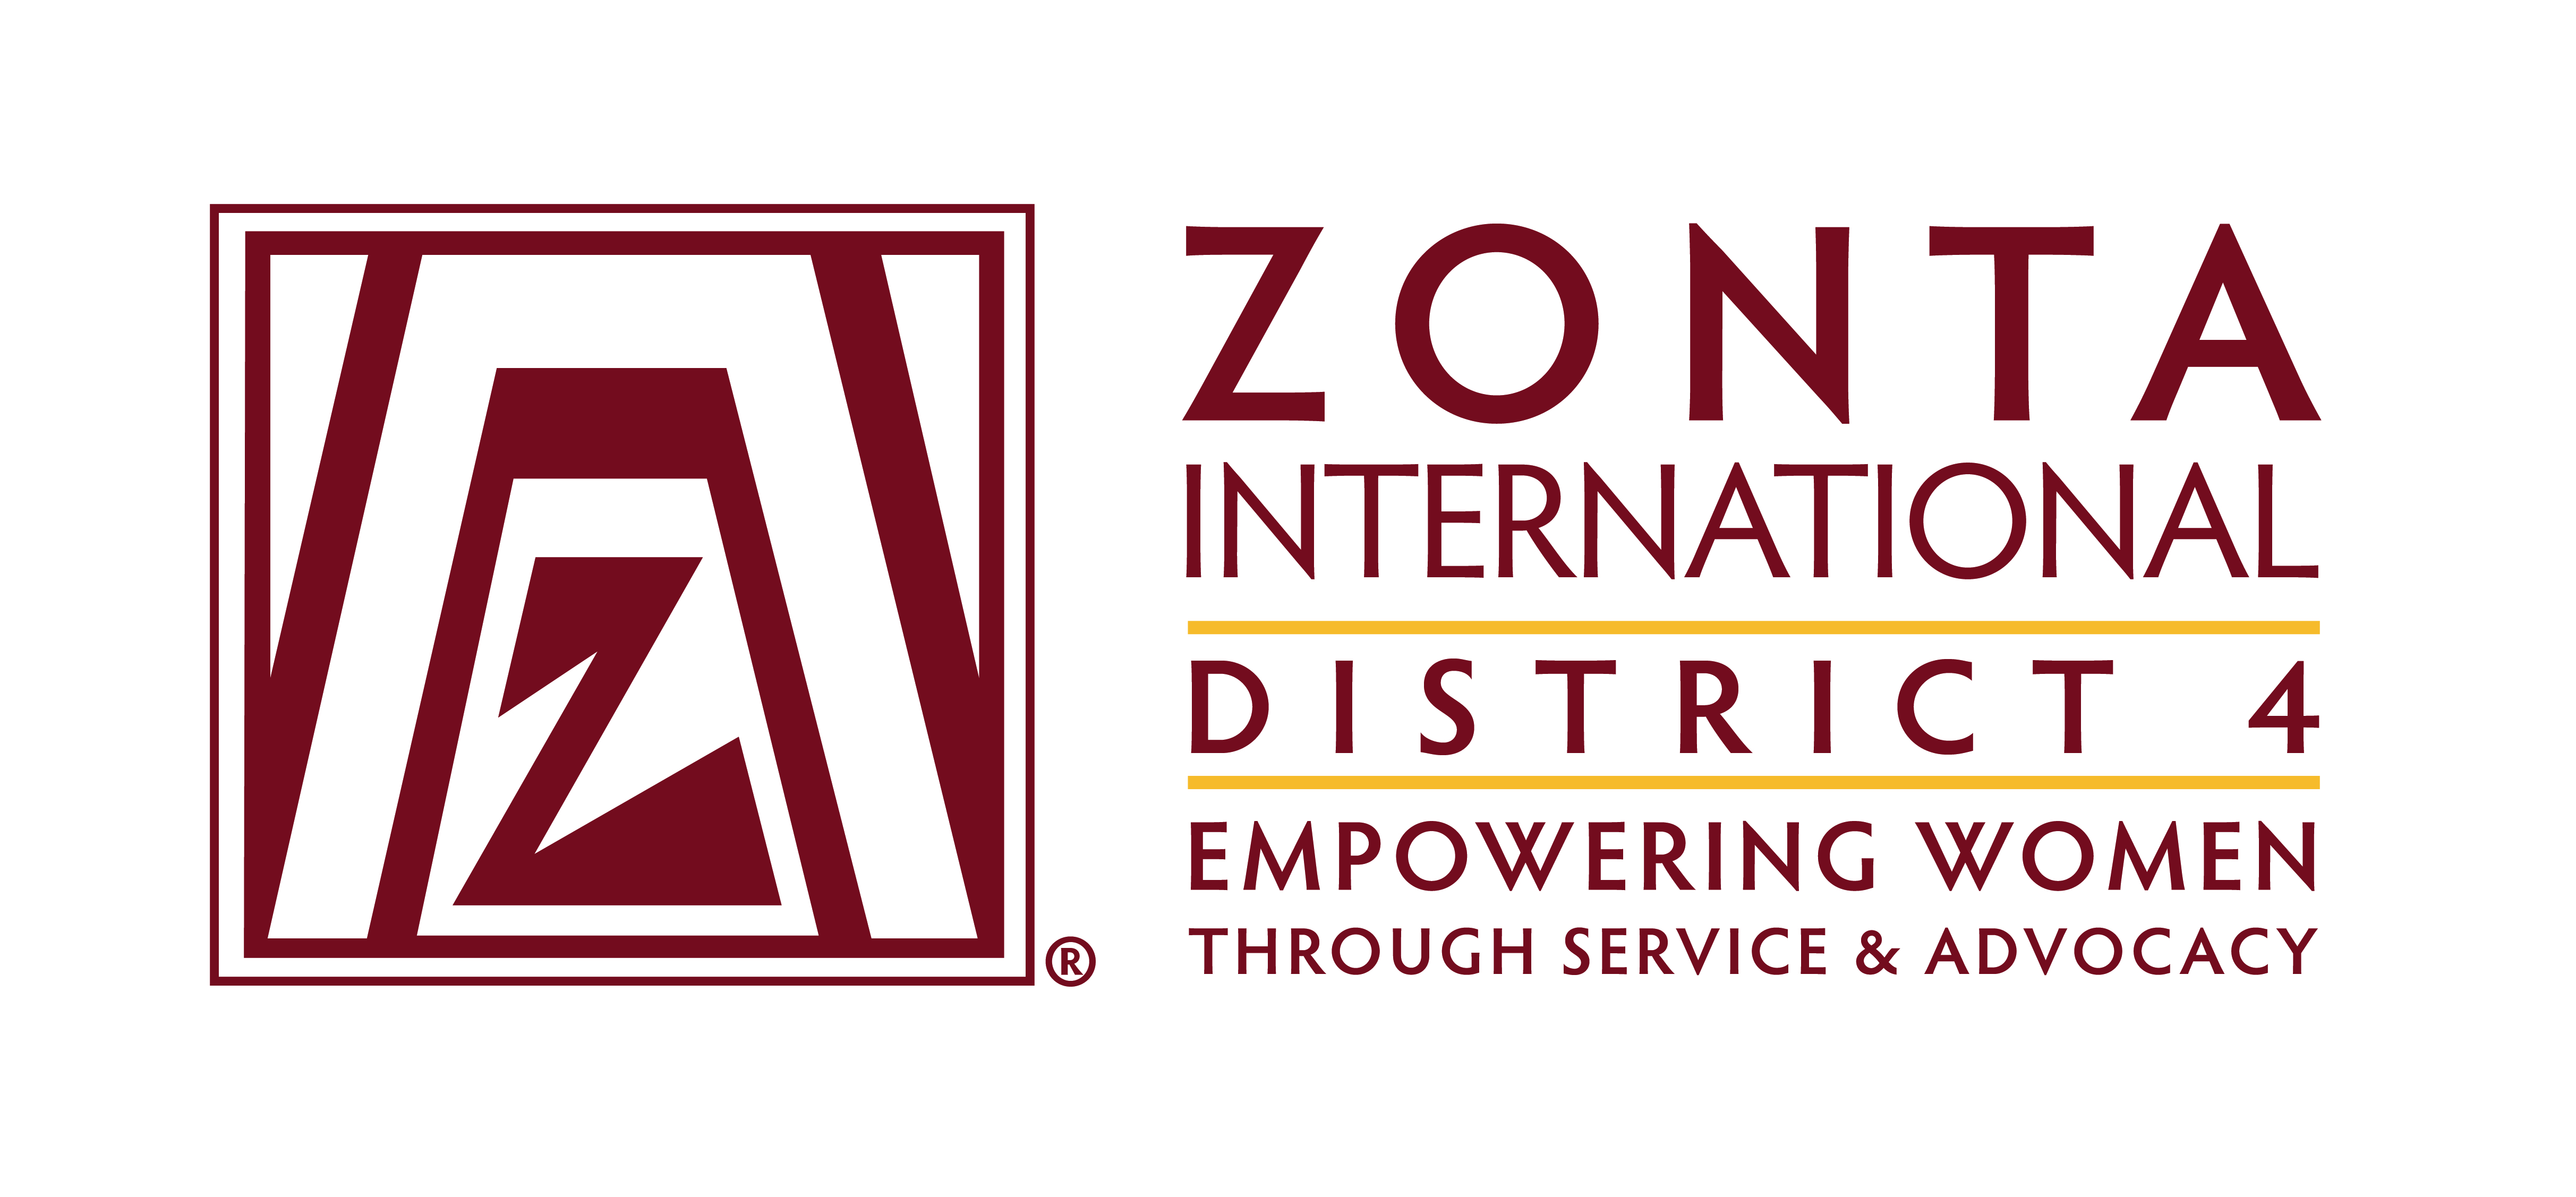 ZONTA
INTERNATIONAL
DISTRICT 4
EMPOWERING WOMEN
THROUGH SERVICE & ADVOCACY
Z
®